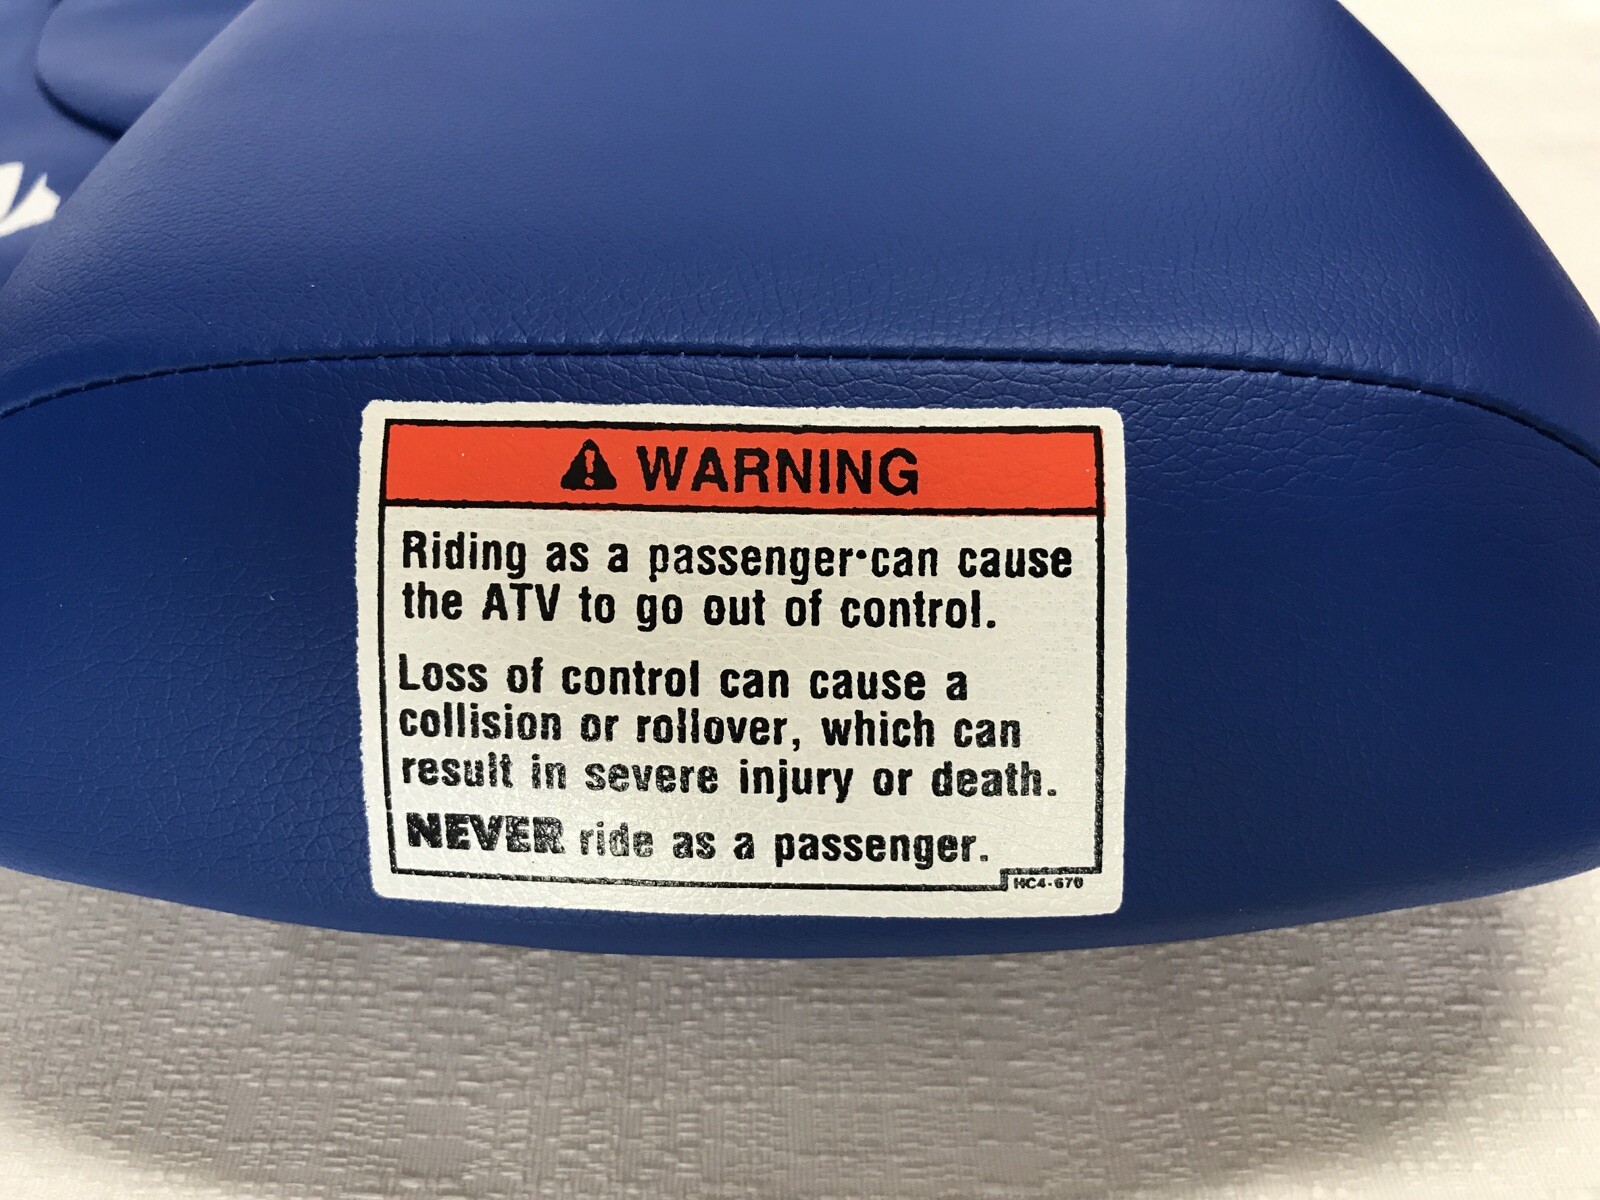 WARNING
Riding as a passenger·can cause
the ATV to go out of control.
Loss of control can cause a
collision or rollover, which can
result in severe injury or death.
NEVER ride as a passenger.
HC4-670